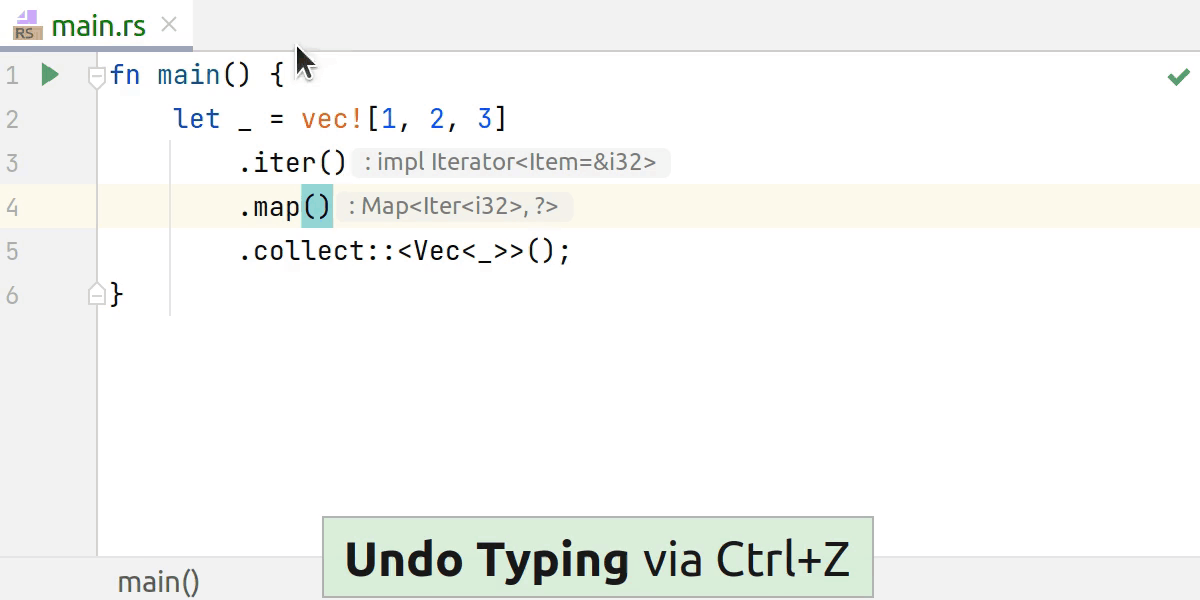 RS main.rs
1 fn main() {
2 let _ = vec![1, 2, 3]
3 .iter() : impl Iterator<Item=&i32>
4 .map() : Map<Iter<i32>, ?>
5 .collect::<Vec<_>>();
6 }
Undo Typing via Ctrl+Z
main()